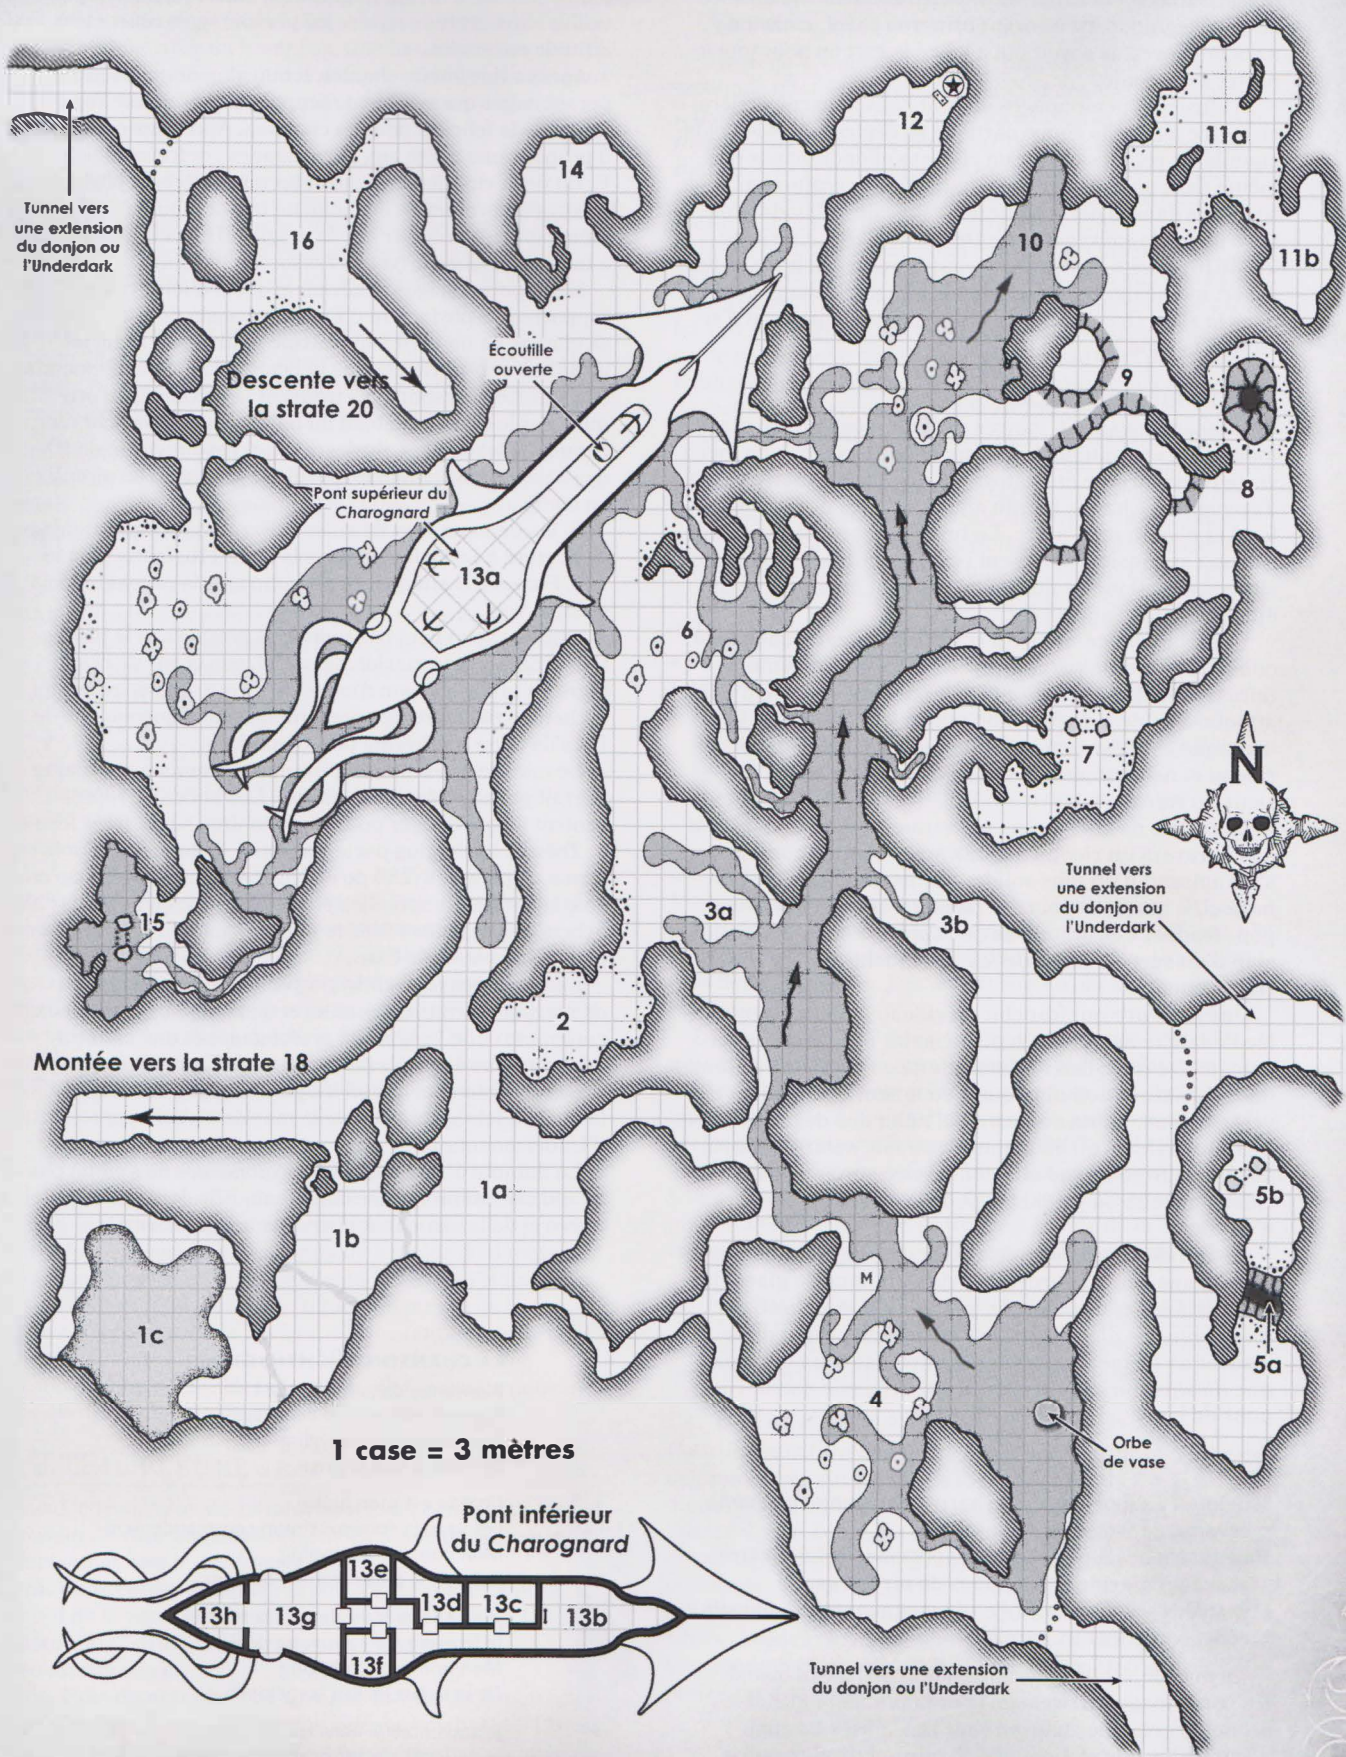 12
11a
14
Tunnel vers
une extension
du donjon ou
l'Underdark
16
10
11b
Écoutille
ouverte
Descente vers
la strate 20
9
Pont supérieur du
Charognard
8
13a
6
7
N
Tunnel vers
une extension
du donjon ou
l'Underdark
15
3a
3b
2
Montée vers la strate 18
1a
5b
1b
M
1c
5a
4
1 case = 3 mètres
Orbe
de vase
Pont inférieur
du Charognard
13e
13h
13g
13d
13c
13b
13f
Tunnel vers une extension
du donjon ou l'Underdark